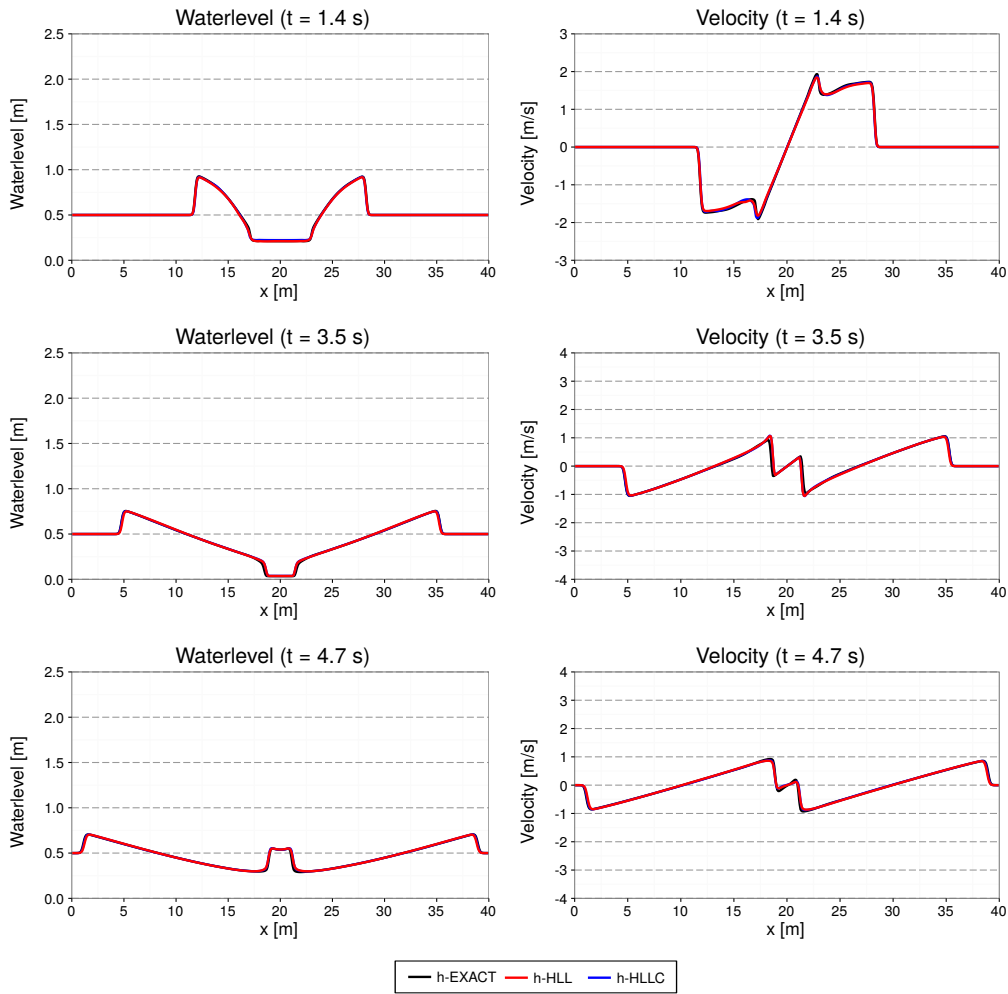 Waterlevel (t = 1.4 s)
Waterlevel [m]
2.5
2.0
1.5
1.0
0.5
0.0
0 5 10 15 20 25 30 35 40
x [m]
Velocity (t = 1.4 s)
Velocity [m/s]
3
2
1
0
-1
-2
-3
0 5 10 15 20 25 30 35 40
x [m]
Waterlevel (t = 3.5 s)
Waterlevel [m]
2.5
2.0
1.5
1.0
0.5
0.0
0 5 10 15 20 25 30 35 40
x [m]
Velocity (t = 3.5 s)
Velocity [m/s]
4
3
2
1
0
-1
-2
-3
-4
0 5 10 15 20 25 30 35 40
x [m]
Waterlevel (t = 4.7 s)
Waterlevel [m]
2.5
2.0
1.5
1.0
0.5
0.0
0 5 10 15 20 25 30 35 40
x [m]
Velocity (t = 4.7 s)
Velocity [m/s]
4
3
2
1
0
-1
-2
-3
-4
0 5 10 15 20 25 30 35 40
x [m]
h-EXACT h-HLL h-HLLC